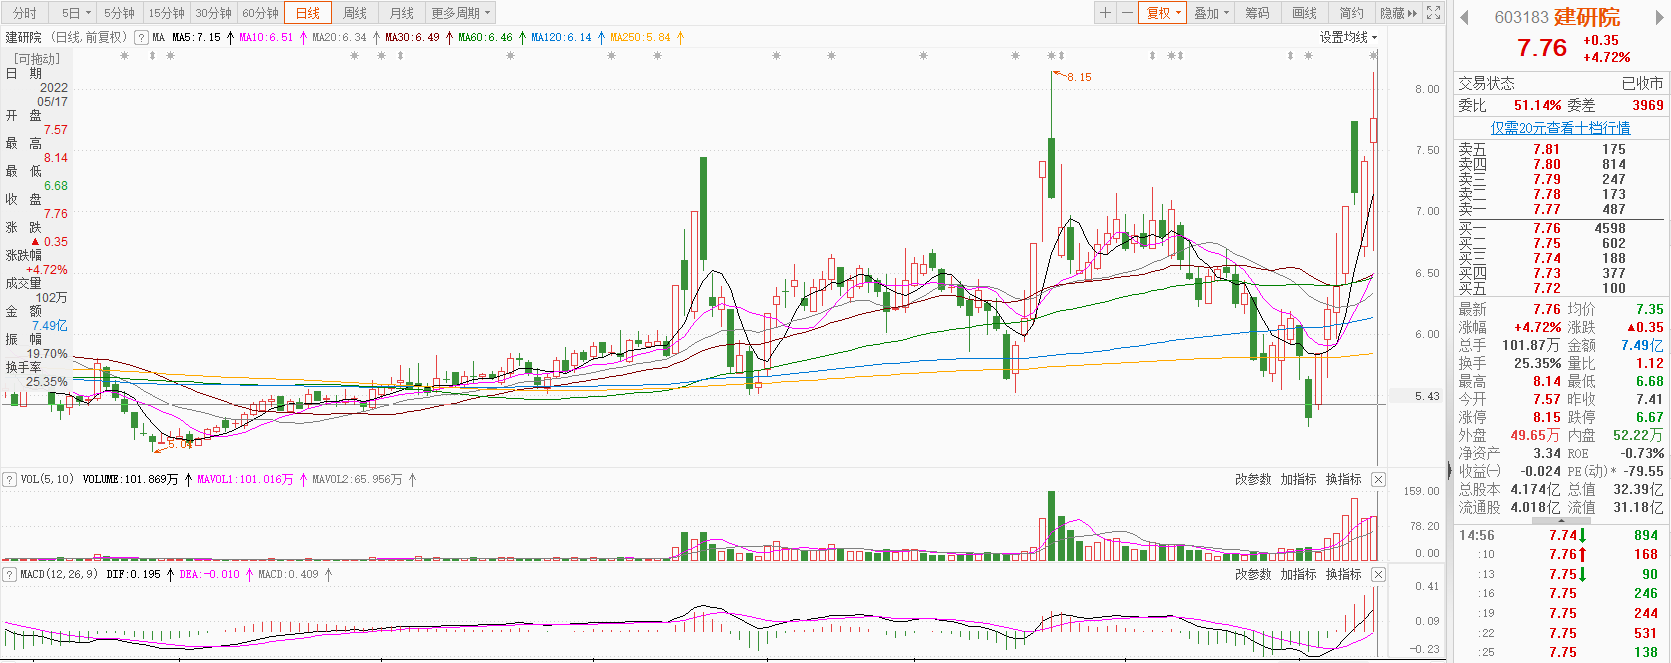 分时 5日 5分钟 15分钟 30分钟 60分钟 日线 周线 月线 更多周期
复权 叠加 筹码 画线 简约 隐藏
建研院 (日线,前复权) ? MA MA5:7.15 MA10:6.51 MA20:6.34 MA30:6.49 MA60:6.46 MA120:6.14 MA250:5.84
设置均线
[可拖动]
日 期
2022
05/17
开 盘
7.57
最 高
8.14
最 低
6.68
收 盘
7.76
涨 跌
▲0.35
涨跌幅
+4.72%
成交量
102万
金 额
7.49亿
振 幅
19.70%
换手率
25.35%
8.15
5.04
8.00
7.50
7.00
6.50
6.00
5.43
? VOL(5,10) VOLUME:101.869万 MAVOL1:101.016万 MAVOL2:65.956万
改参数 加指标 换指标
159.00
78.20
0.00
? MACD(12,26,9) DIF:0.195 DEA:-0.010 MACD:0.409
改参数 加指标 换指标
0.41
0.09
-0.23
603183 建研院
7.76 +0.35
+4.72%
交易状态 已收市
委比 51.14% 委差 3969
仅需20元查看十档行情
卖五 7.81 175
卖四 7.80 814
卖三 7.79 247
卖二 7.78 173
卖一 7.77 487
买一 7.76 4598
买二 7.75 602
买三 7.74 188
买四 7.73 377
买五 7.72 100
最新 7.76 均价 7.35
涨幅 +4.72% 涨跌 ▲0.35
总手 101.87万 金额 7.49亿
换手 25.35% 量比 1.12
最高 8.14 最低 6.68
今开 7.57 昨收 7.41
涨停 8.15 跌停 6.67
外盘 49.65万 内盘 52.22万
净资产 3.34 ROE -0.73%
收益㈠ -0.024 PE(动)* -79.55
总股本 4.174亿 总值 32.39亿
流通股 4.018亿 流值 31.18亿
14:56 7.74↓ 894
:10 7.76↑ 168
:13 7.75↓ 90
:16 7.75 246
:19 7.75 244
:22 7.75 531
:25 7.75 138